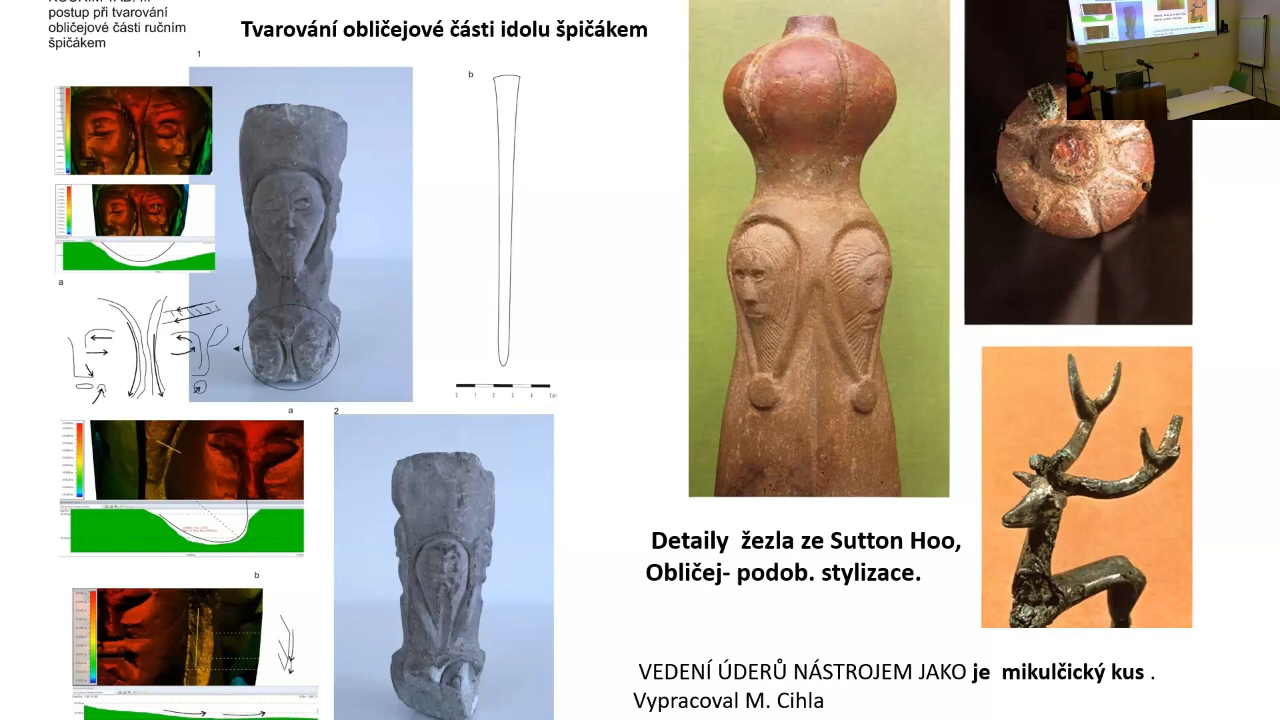 postup při tvarování
obličejové části ručním
špičákem
Tvarování obličejové části idolu špičákem
1
b
a
a
2
b
Detaily žezla ze Sutton Hoo,
Obličej- podob. stylizace.
VEDENÍ ÚDERŮ NÁSTROJEM JAKO je mikulčický kus .
Vypracoval M. Cihla